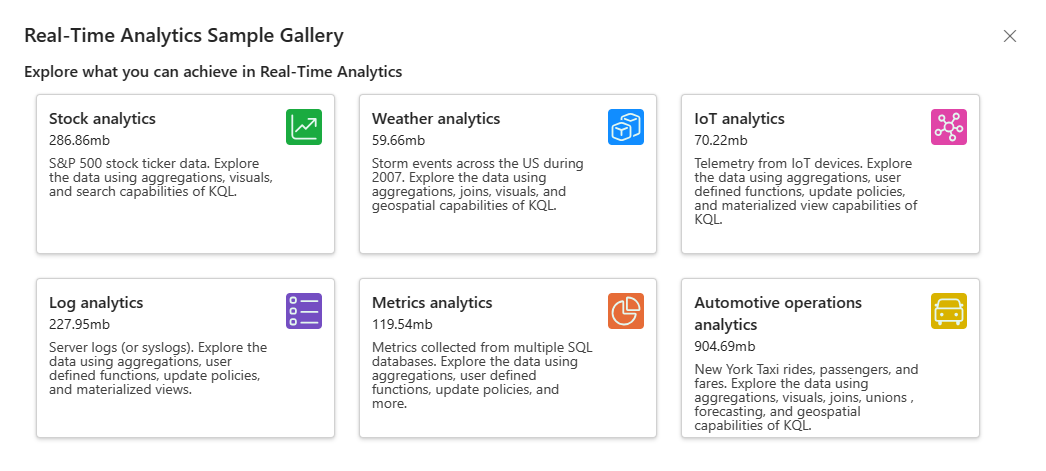 Real-Time Analytics Sample Gallery
Explore what you can achieve in Real-Time Analytics
Stock analytics
286.86mb
S&P 500 stock ticker data. Explore
the data using aggregations, visuals,
and search capabilities of KQL.
Weather analytics
59.66mb
Storm events across the US during
2007. Explore the data using
aggregations, joins, visuals, and
geospatial capabilities of KQL.
IoT analytics
70.22mb
Telemetry from IoT devices. Explore
the data using aggregations, user
defined functions, update policies,
and materialized view capabilities of
KQL.
Log analytics
227.95mb
Server logs (or syslogs). Explore the
data using aggregations, user
defined functions, update policies,
and materialized views.
Metrics analytics
119.54mb
Metrics collected from multiple SQL
databases. Explore the data using
aggregations, user defined
functions, update policies, and
more.
Automotive operations
analytics
904.69mb
New York Taxi rides, passengers, and
fares. Explore the data using
aggregations, visuals, joins, unions ,
forecasting, and geospatial
capabilities of KQL.